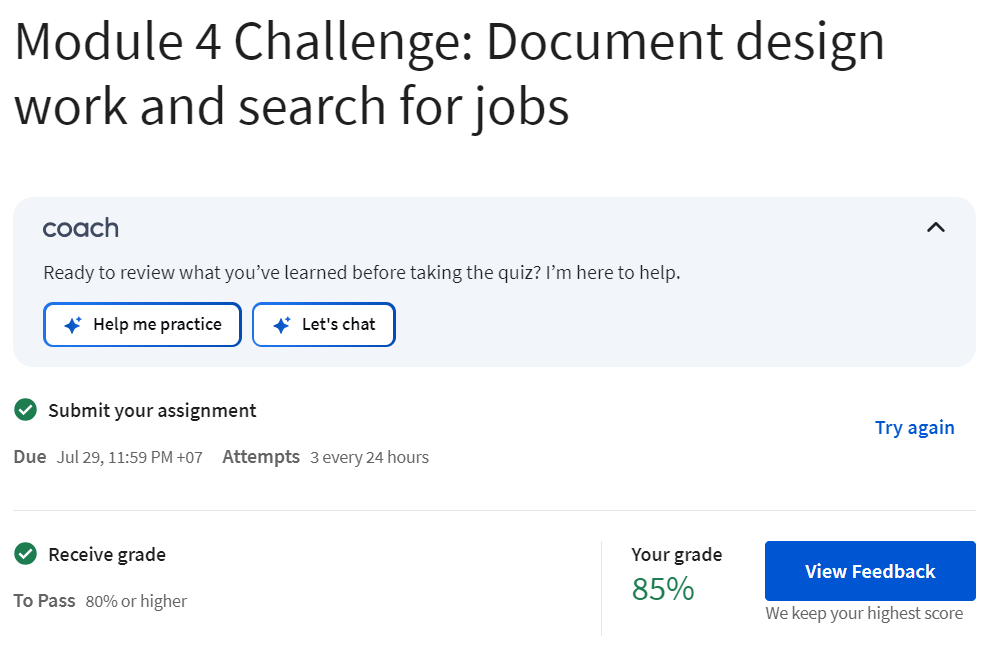 Module 4 Challenge: Document design
work and search for jobs
coach
Ready to review what you’ve learned before taking the quiz? I’m here to help.
Help me practice
Let's chat
Submit your assignment
Try again
Due Jul 29, 11:59 PM +07 Attempts 3 every 24 hours
Receive grade
Your grade
View Feedback
85%
To Pass 80% or higher
We keep your highest score